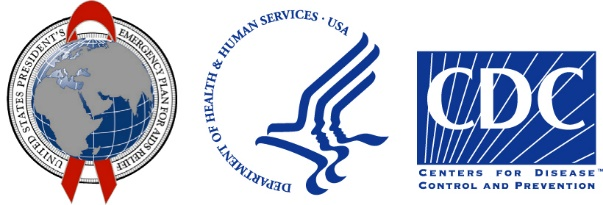 UNITED STATES PRESIDENT'S EMERGENCY PLAN FOR AIDS RELIEF
DEPARTMENT OF HEALTH & HUMAN SERVICES · USA
CDC
CENTERS FOR DISEASE™
CONTROL AND PREVENTION